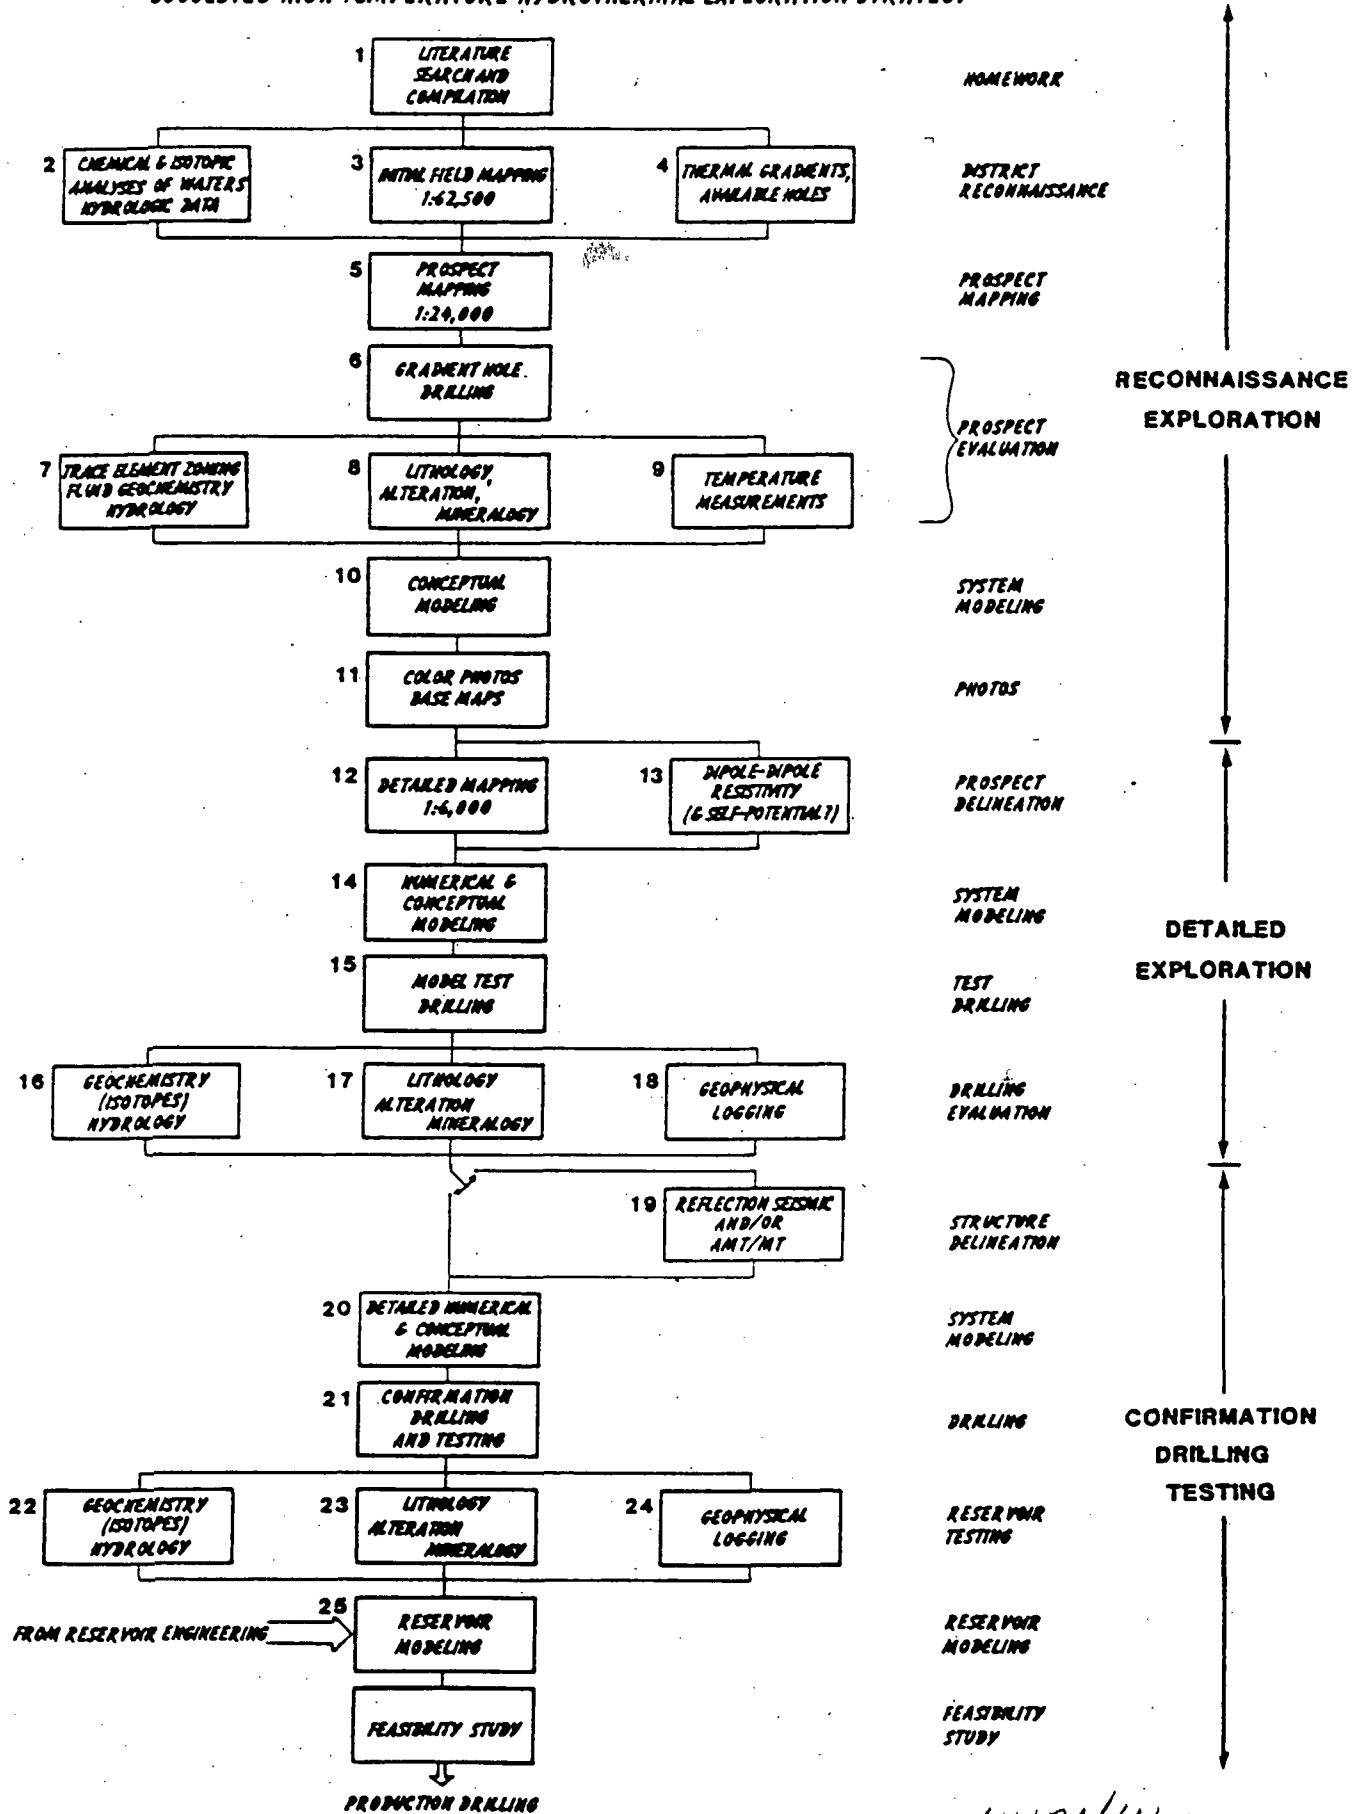 SUGGESTED HIGH TEMPERATURE HYDROTHERMAL EXPLORATION STRATEGY
1
LITERATURE
SEARCH AND
COMPILATION
HOMEWORK
2
CHEMICAL & ISOTOPIC
ANALYSES OF WATERS
HYDROLOGIC DATA
3
INITIAL FIELD MAPPING
1:62,500
4
THERMAL GRADIENTS,
AVAILABLE HOLES
DISTRICT
RECONNAISSANCE
5
PROSPECT
MAPPING
1:24,000
PROSPECT
MAPPING
6
GRADIENT HOLE
DRILLING
RECONNAISSANCE
EXPLORATION
PROSPECT
EVALUATION
7
TRACE ELEMENT ZONING
FLUID GEOCHEMISTRY
HYDROLOGY
8
LITHOLOGY,
ALTERATION,
MINERALOGY
9
TEMPERATURE
MEASUREMENTS
10
CONCEPTUAL
MODELING
SYSTEM
MODELING
11
COLOR PHOTOS
BASE MAPS
PHOTOS
12
DETAILED MAPPING
1:6,000
13
DIPOLE-DIPOLE
RESISTIVITY
(& SELF-POTENTIAL?)
PROSPECT
DELINEATION
14
NUMERICAL &
CONCEPTUAL
MODELING
SYSTEM
MODELING
DETAILED
EXPLORATION
15
MODEL TEST
DRILLING
TEST
DRILLING
16
GEOCHEMISTRY
(ISOTOPES)
HYDROLOGY
17
LITHOLOGY
ALTERATION
MINERALOGY
18
GEOPHYSICAL
LOGGING
DRILLING
EVALUATION
19
REFLECTION SEISMIC
AND/OR
AMT/MT
STRUCTURE
DELINEATION
20
DETAILED NUMERICAL
& CONCEPTUAL
MODELING
SYSTEM
MODELING
21
CONFIRMATION
DRILLING
AND TESTING
DRILLING
CONFIRMATION
DRILLING
TESTING
22
GEOCHEMISTRY
(ISOTOPES)
HYDROLOGY
23
LITHOLOGY
ALTERATION
MINERALOGY
24
GEOPHYSICAL
LOGGING
RESERVOIR
TESTING
FROM RESERVOIR ENGINEERING
25
RESERVOIR
MODELING
RESERVOIR
MODELING
FEASIBILITY STUDY
FEASIBILITY
STUDY
PRODUCTION DRILLING